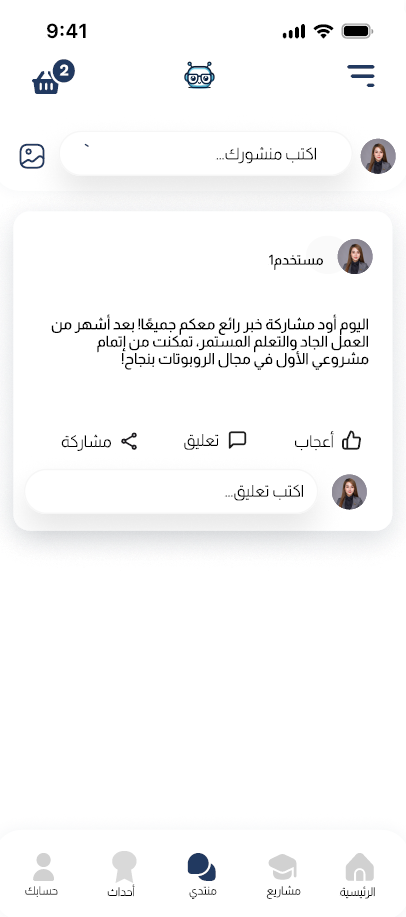 9:41
2
اكتب منشورك...
`
مستخدم1
اليوم أود مشاركة خبر رائع معكم جميعًا! بعد أشهر من
العمل الجاد والتعلم المستمر، تمكنت من إتمام
مشروعي الأول في مجال الروبوتات بنجاح!
أعجاب تعليق مشاركة
اكتب تعليق...
الرئيسية مشاريع منتدي أحداث حسابك